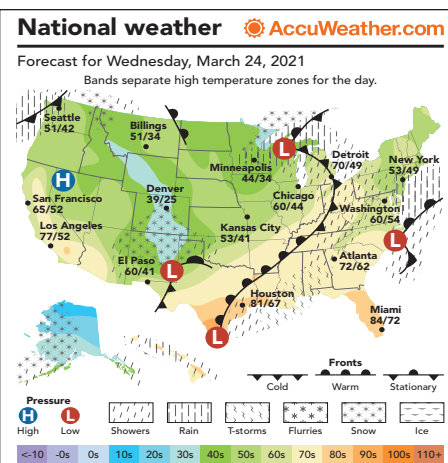 National weather AccuWeather.com
Forecast for Wednesday, March 24, 2021
Bands separate high temperature zones for the day.
Seattle
51/42
Billings
51/34
Minneapolis
44/34
L
Detroit
70/49
New York
53/49
H
San Francisco
65/52
Denver
39/25
Chicago
60/44
Washington
60/54
Los Angeles
77/52
Kansas City
53/41
L
El Paso
60/41
L
Atlanta
72/62
Houston
81/67
Miami
84/72
L
Fronts
Cold Warm Stationary
Pressure
H L
High Low Showers Rain T-storms Flurries Snow Ice
<-10 -0s 0s 10s 20s 30s 40s 50s 60s 70s 80s 90s 100s 110+